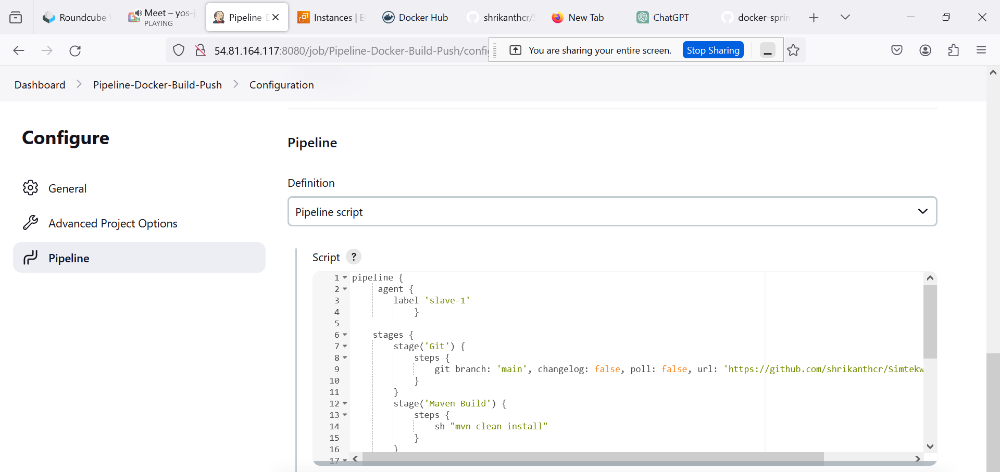 Roundcube
Meet – yos-j
PLAYING
Pipeline-D
Instances | E
Docker Hub
shrikanthcr/S
New Tab
ChatGPT
docker-sprin
54.81.164.117:8080/job/Pipeline-Docker-Build-Push/config
You are sharing your entire screen.
Stop Sharing
Dashboard
Pipeline-Docker-Build-Push
Configuration
Configure
General
Advanced Project Options
Pipeline
Pipeline
Definition
Pipeline script
Script ?
1 pipeline {
2 agent {
3 label 'slave-1'
4 }
5
6 stages {
7 stage('Git') {
8 steps {
9 git branch: 'main', changelog: false, poll: false, url: 'https://github.com/shrikanthcr/Simtekw
10 }
11 }
12 stage('Maven Build') {
13 steps {
14 sh "mvn clean install"
15 }
16 }
17